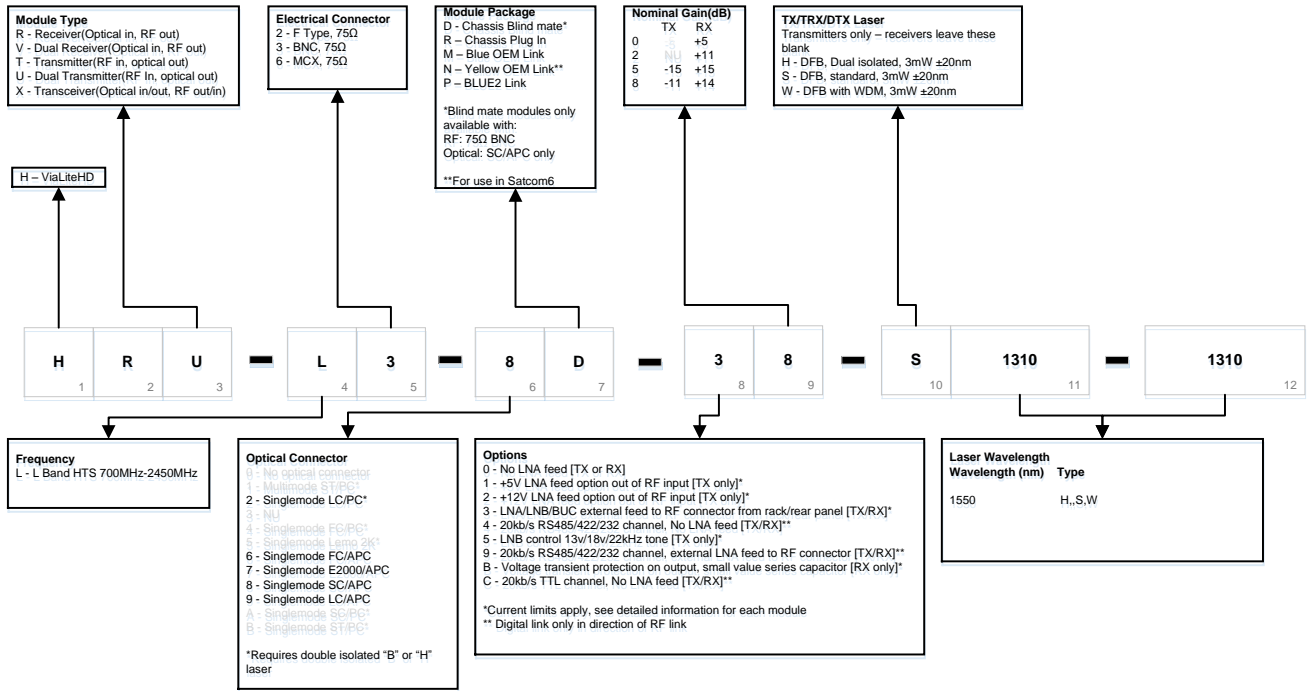 Module Type
R - Receiver(Optical in, RF out)
V - Dual Receiver(Optical in, RF out)
T - Transmitter(RF in, optical out)
U - Dual Transmitter(RF In, optical out)
X - Transceiver(Optical in/out, RF out/in)
Electrical Connector
2 - F Type, 75Ω
3 - BNC, 75Ω
6 - MCX, 75Ω
Module Package
D - Chassis Blind mate*
R – Chassis Plug In
M – Blue OEM Link
N – Yellow OEM Link**
P – BLUE2 Link
*Blind mate modules only
available with:
RF: 75Ω BNC
Optical: SC/APC only
**For use in Satcom6
Nominal Gain(dB)
TX RX
0 -5 +5
2 NU +11
5 -15 +15
8 -11 +14
TX/TRX/DTX Laser
Transmitters only – receivers leave these
blank
H - DFB, Dual isolated, 3mW ±20nm
S - DFB, standard, 3mW ±20nm
W - DFB with WDM, 3mW ±20nm
H – ViaLiteHD
H R U – L 3 – 8 D – 3 8 – S 1310 – 1310
1 2 3 4 5 6 7 8 9 10 11 12
Frequency
L - L Band HTS 700MHz-2450MHz
Optical Connector
0 - No optical connector
1 - Multimode ST/PC*
2 - Singlemode LC/PC*
3 - NU
4 - Singlemode FC/PC*
5 - Singlemode Lemo 2K*
6 - Singlemode FC/APC
7 - Singlemode E2000/APC
8 - Singlemode SC/APC
9 - Singlemode LC/APC
A - Singlemode SC/PC*
B - Singlemode ST/PC*
*Requires double isolated “B” or “H”
laser
Options
0 - No LNA feed [TX or RX]
1 - +5V LNA feed option out of RF input [TX only]*
2 - +12V LNA feed option out of RF input [TX only]*
3 - LNA/LNB/BUC external feed to RF connector from rack/rear panel [TX/RX]*
4 - 20kb/s RS485/422/232 channel, No LNA feed [TX/RX]**
5 - LNB control 13v/18v/22kHz tone [TX only]*
9 - 20kb/s RS485/422/232 channel, external LNA feed to RF connector [TX/RX]**
B - Voltage transient protection on output, small value series capacitor [RX only]*
C - 20kb/s TTL channel, No LNA feed [TX/RX]**
*Current limits apply, see detailed information for each module
** Digital link only in direction of RF link
Laser Wavelength
Wavelength (nm) Type
1550 H,,S,W